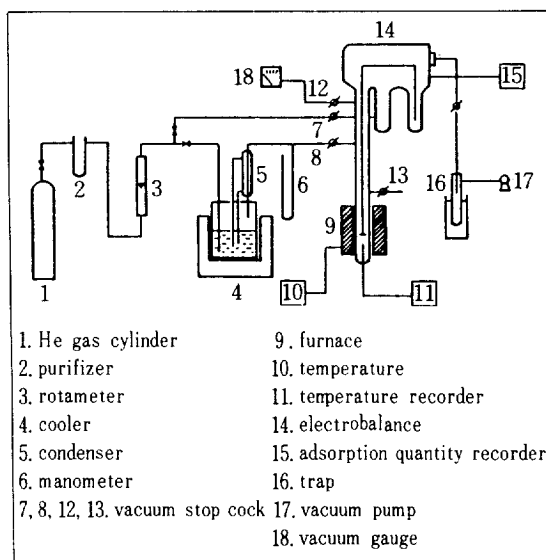 14
18
12
15
7
8
2
3
5
6
13
16
17
9
1
4
10
11
1. He gas cylinder
2. purifizer
3. rotameter
4. cooler
5. condenser
6. manometer
7, 8, 12, 13. vacuum stop cock
9. furnace
10. temperature
11. temperature recorder
14. electrobalance
15. adsorption quantity recorder
16. trap
17. vacuum pump
18. vacuum gauge